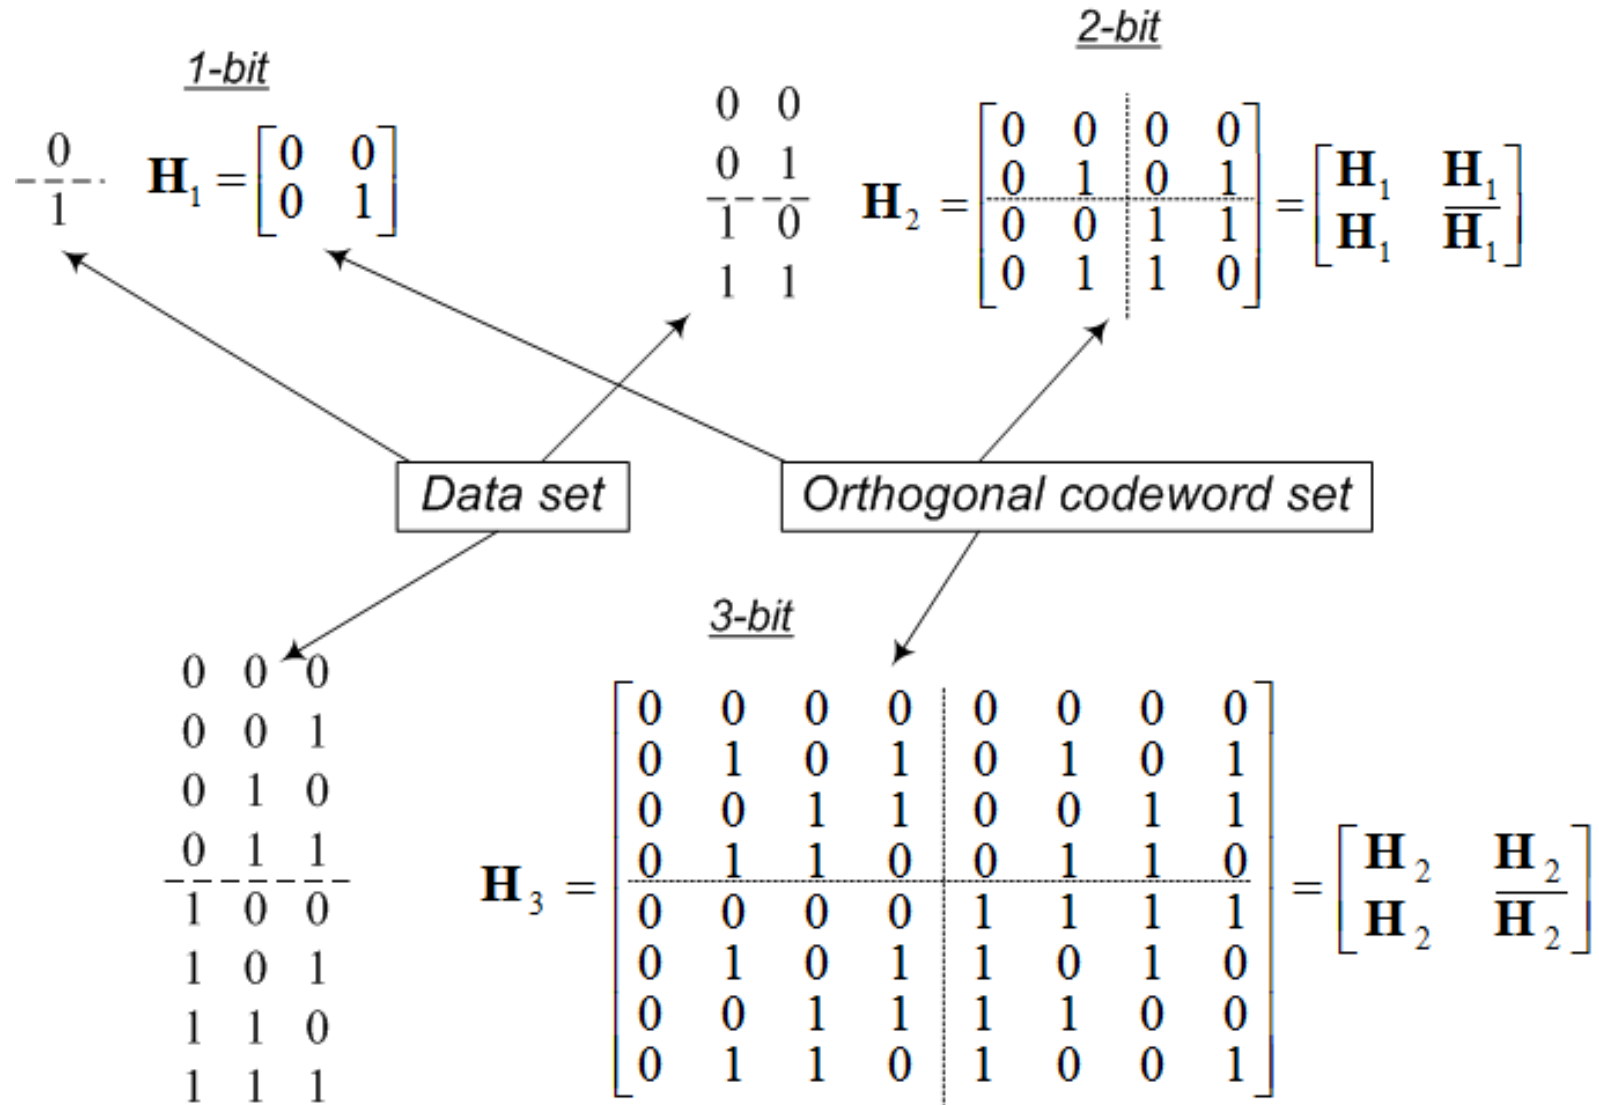 1-bit
0
1
H₁ = [0 0
0 1]
2-bit
0 0
0 1
1 0
1 1
H₂ = [0 0 0 0
0 1 0 1
0 0 1 1
0 1 1 0] = [H₁ H₁
H₁ H̅₁]
Data set
Orthogonal codeword set
3-bit
0 0 0
0 0 1
0 1 0
0 1 1
1 0 0
1 0 1
1 1 0
1 1 1
H₃ = [0 0 0 0 0 0 0 0
0 1 0 1 0 1 0 1
0 0 1 1 0 0 1 1
0 1 1 0 0 1 1 0
0 0 0 0 1 1 1 1
0 1 0 1 1 0 1 0
0 0 1 1 1 1 0 0
0 1 1 0 1 0 0 1] = [H₂ H₂
H₂ H̅₂]